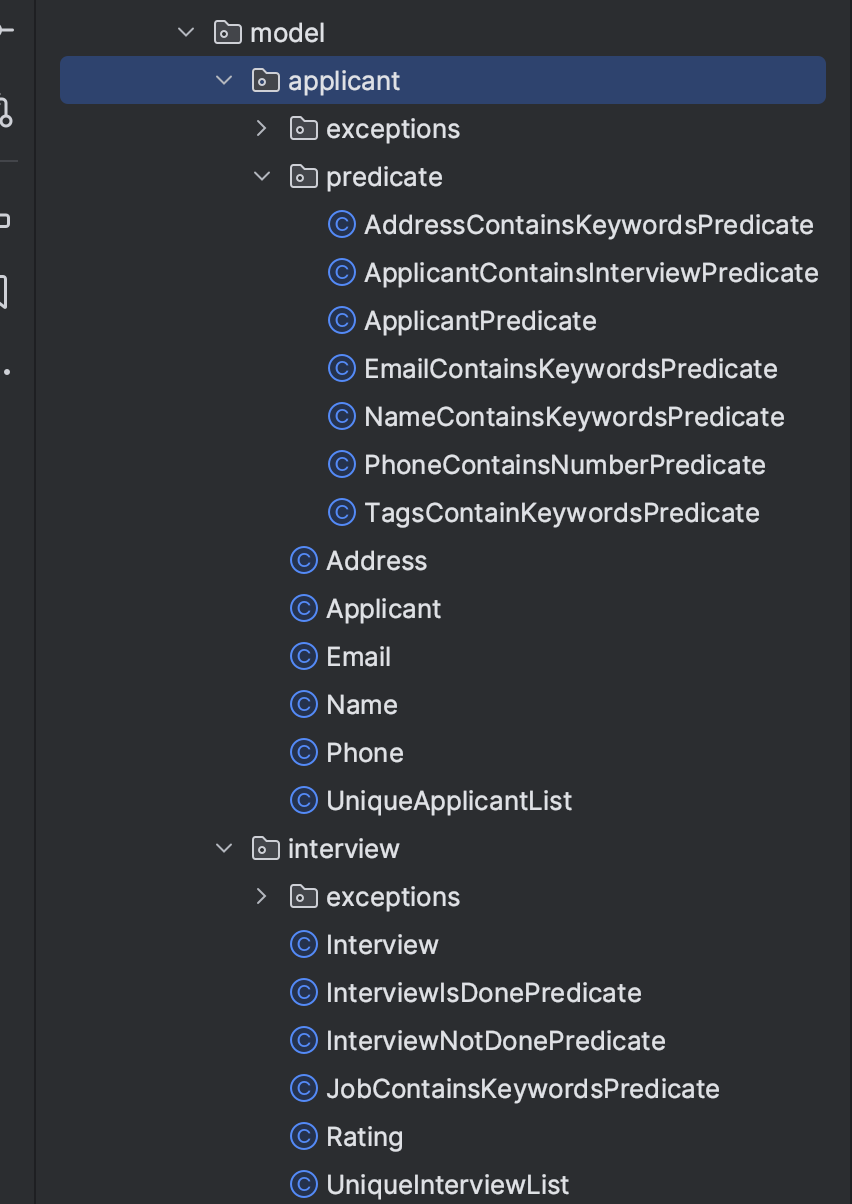 model
applicant
exceptions
predicate
AddressContainsKeywordsPredicate
ApplicantContainsInterviewPredicate
ApplicantPredicate
EmailContainsKeywordsPredicate
NameContainsKeywordsPredicate
PhoneContainsNumberPredicate
TagsContainKeywordsPredicate
Address
Applicant
Email
Name
Phone
UniqueApplicantList
interview
exceptions
Interview
InterviewIsDonePredicate
InterviewNotDonePredicate
JobContainsKeywordsPredicate
Rating
UniqueInterviewList